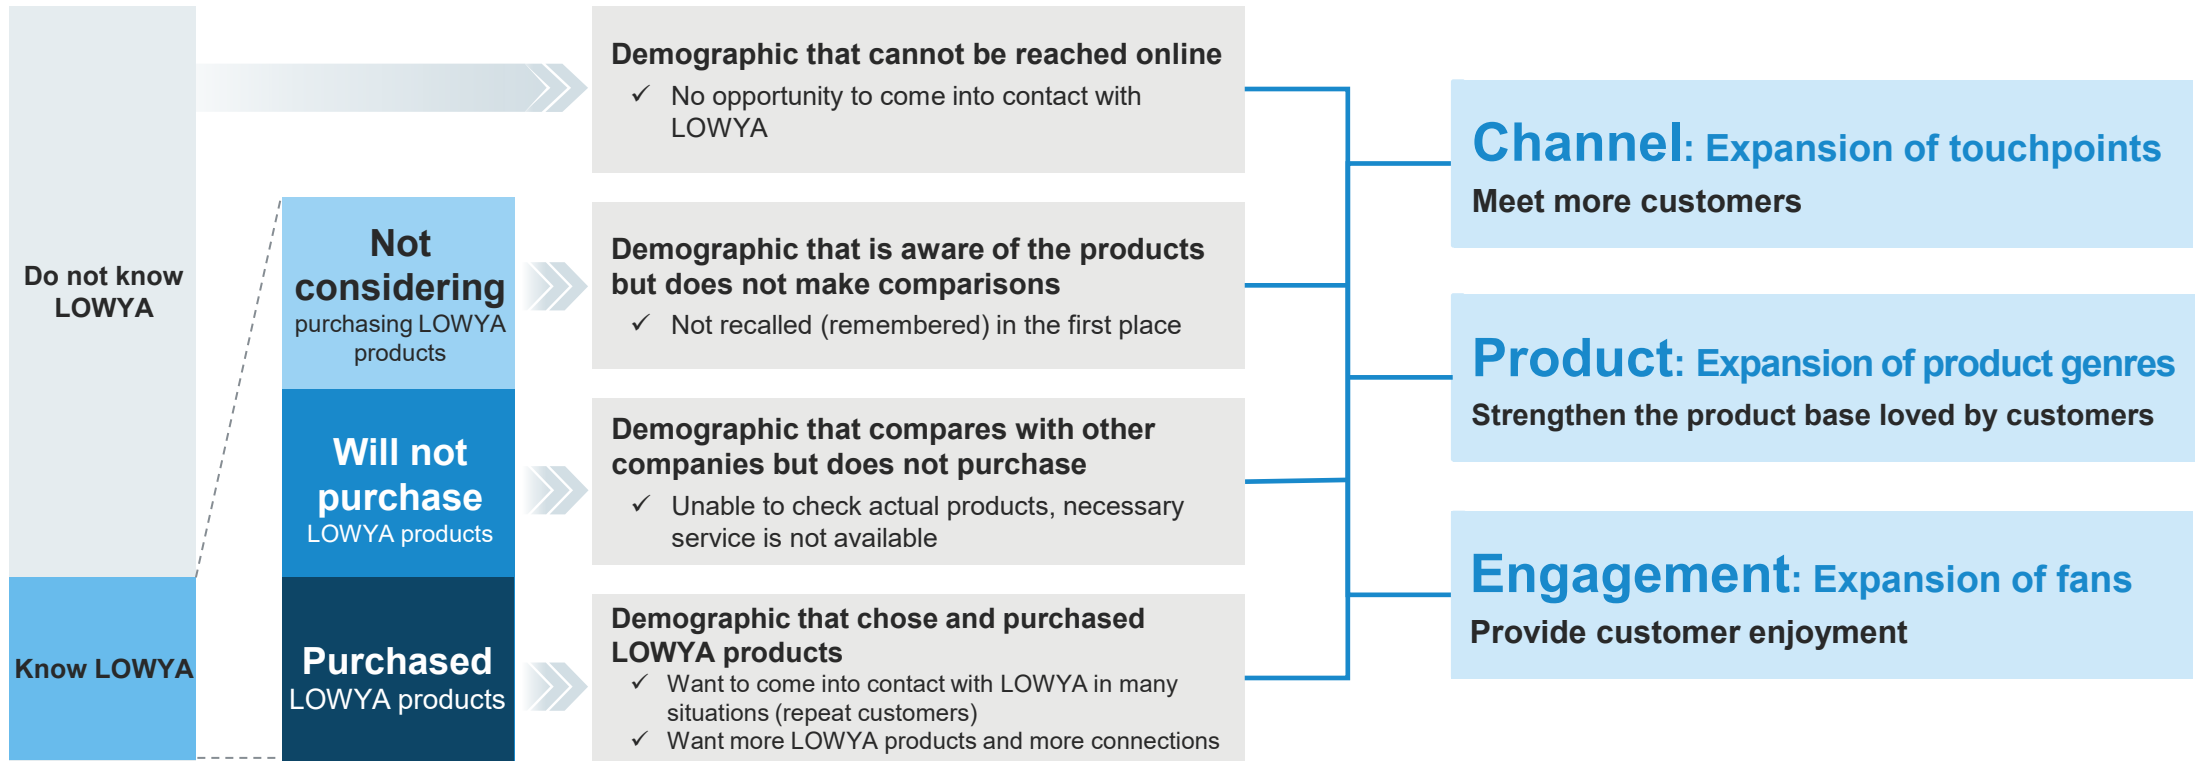 Do not know
LOWYA
Know LOWYA
Not
considering
purchasing LOWYA
products
Will not
purchase
LOWYA products
Purchased
LOWYA products
Demographic that cannot be reached online
✓ No opportunity to come into contact with
LOWYA
Demographic that is aware of the products
but does not make comparisons
✓ Not recalled (remembered) in the first place
Demographic that compares with other
companies but does not purchase
✓ Unable to check actual products, necessary
service is not available
Demographic that chose and purchased
LOWYA products
✓ Want to come into contact with LOWYA in many
situations (repeat customers)
✓ Want more LOWYA products and more connections
Channel: Expansion of touchpoints
Meet more customers
Product: Expansion of product genres
Strengthen the product base loved by customers
Engagement: Expansion of fans
Provide customer enjoyment